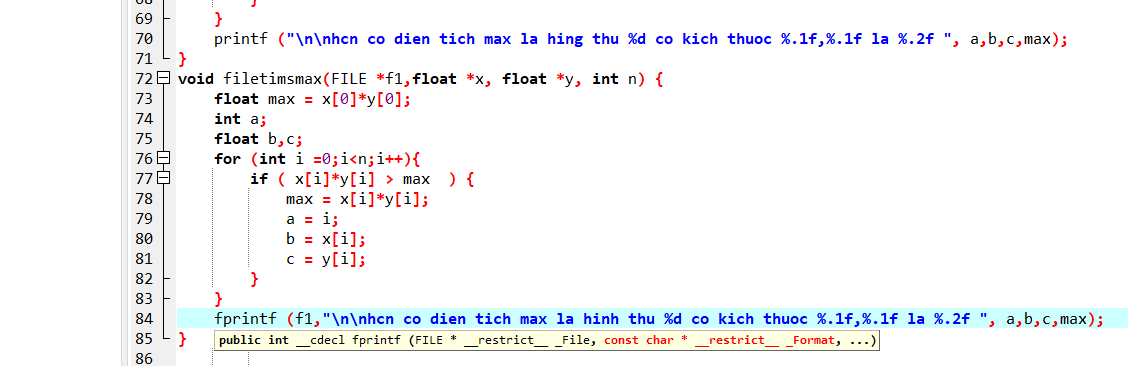 69 }
70 printf ("\n\nhcn co dien tich max la hing thu %d co kich thuoc %.1f,%.1f la %.2f ", a,b,c,max);
71 }
72 void filetimsmax(FILE *f1,float *x, float *y, int n) {
73 float max = x[0]*y[0];
74 int a;
75 float b,c;
76 for (int i =0;i<n;i++){
77 if ( x[i]*y[i] > max  ) {
78 max = x[i]*y[i];
79 a = i;
80 b = x[i];
81 c = y[i];
82 }
83 }
84 fprintf (f1,"\n\nhcn co dien tich max la hinh thu %d co kich thuoc %.1f,%.1f la %.2f ", a,b,c,max);
85 }
public int __cdecl fprintf (FILE * __restrict__ _File, const char * __restrict__ _Format, ...)
86